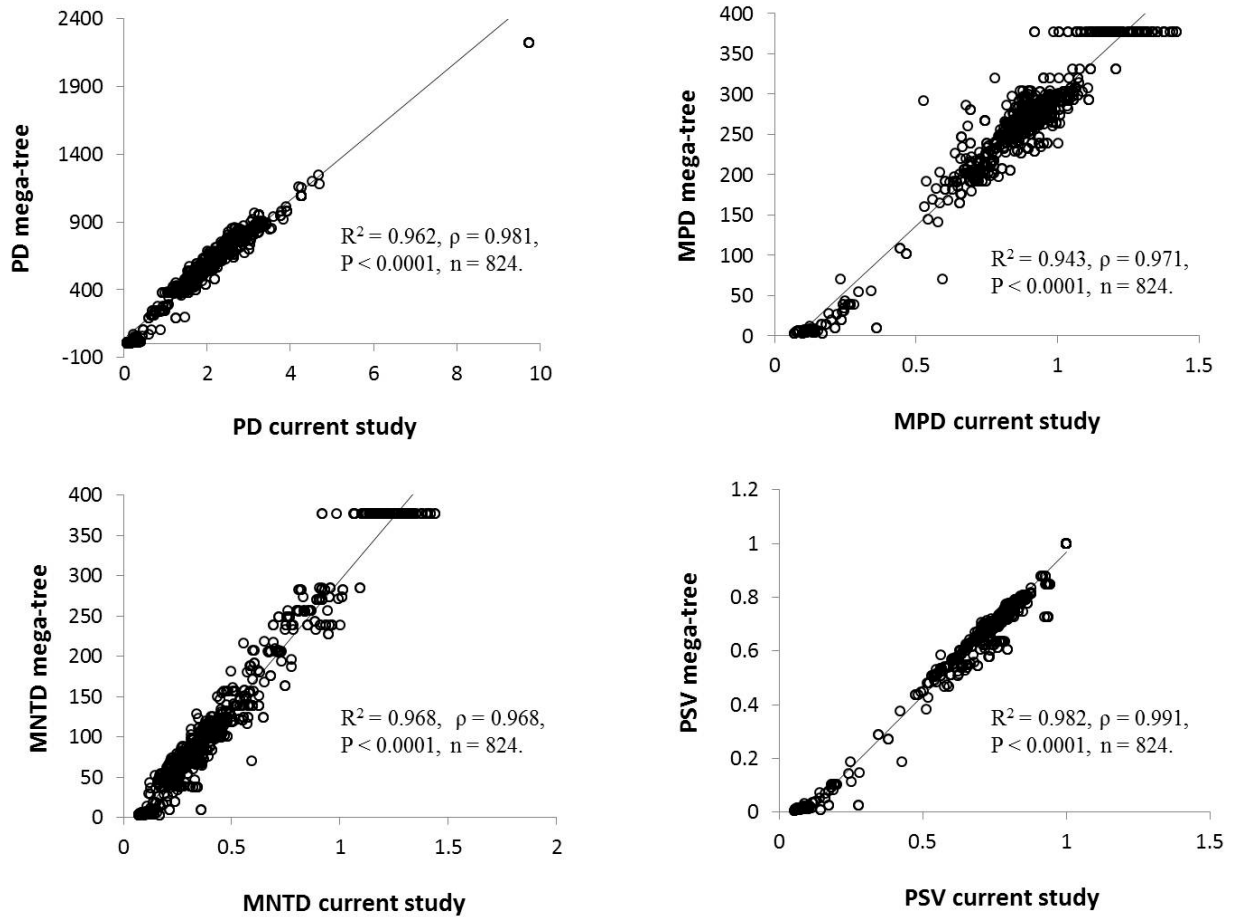 2400
1900
1400
900
400
-100
PD mega-tree
R² = 0.962, ρ = 0.981,
P < 0.0001, n = 824.
0 2 4 6 8 10
PD current study
400
350
300
250
200
150
100
50
0
MPD mega-tree
R² = 0.943, ρ = 0.971,
P < 0.0001, n = 824.
0 0.5 1 1.5
MPD current study
400
350
300
250
200
150
100
50
0
MNTD mega-tree
R² = 0.968, ρ = 0.968,
P < 0.0001, n = 824.
0 0.5 1 1.5 2
MNTD current study
1.2
1
0.8
0.6
0.4
0.2
0
PSV mega-tree
R² = 0.982, ρ = 0.991,
P < 0.0001, n = 824.
0 0.5 1 1.5
PSV current study